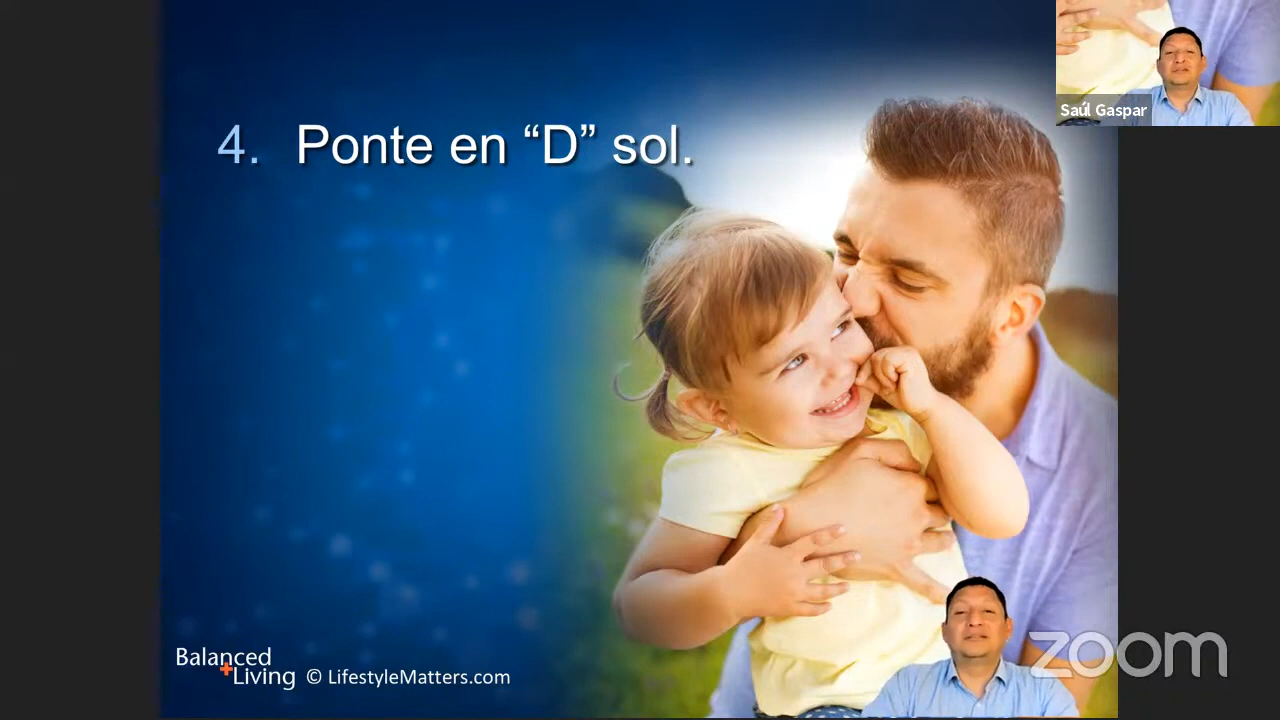 Saúl Gaspar
4. Ponte en “D” sol.
Balanced
Living © LifestyleMatters.com
zoom